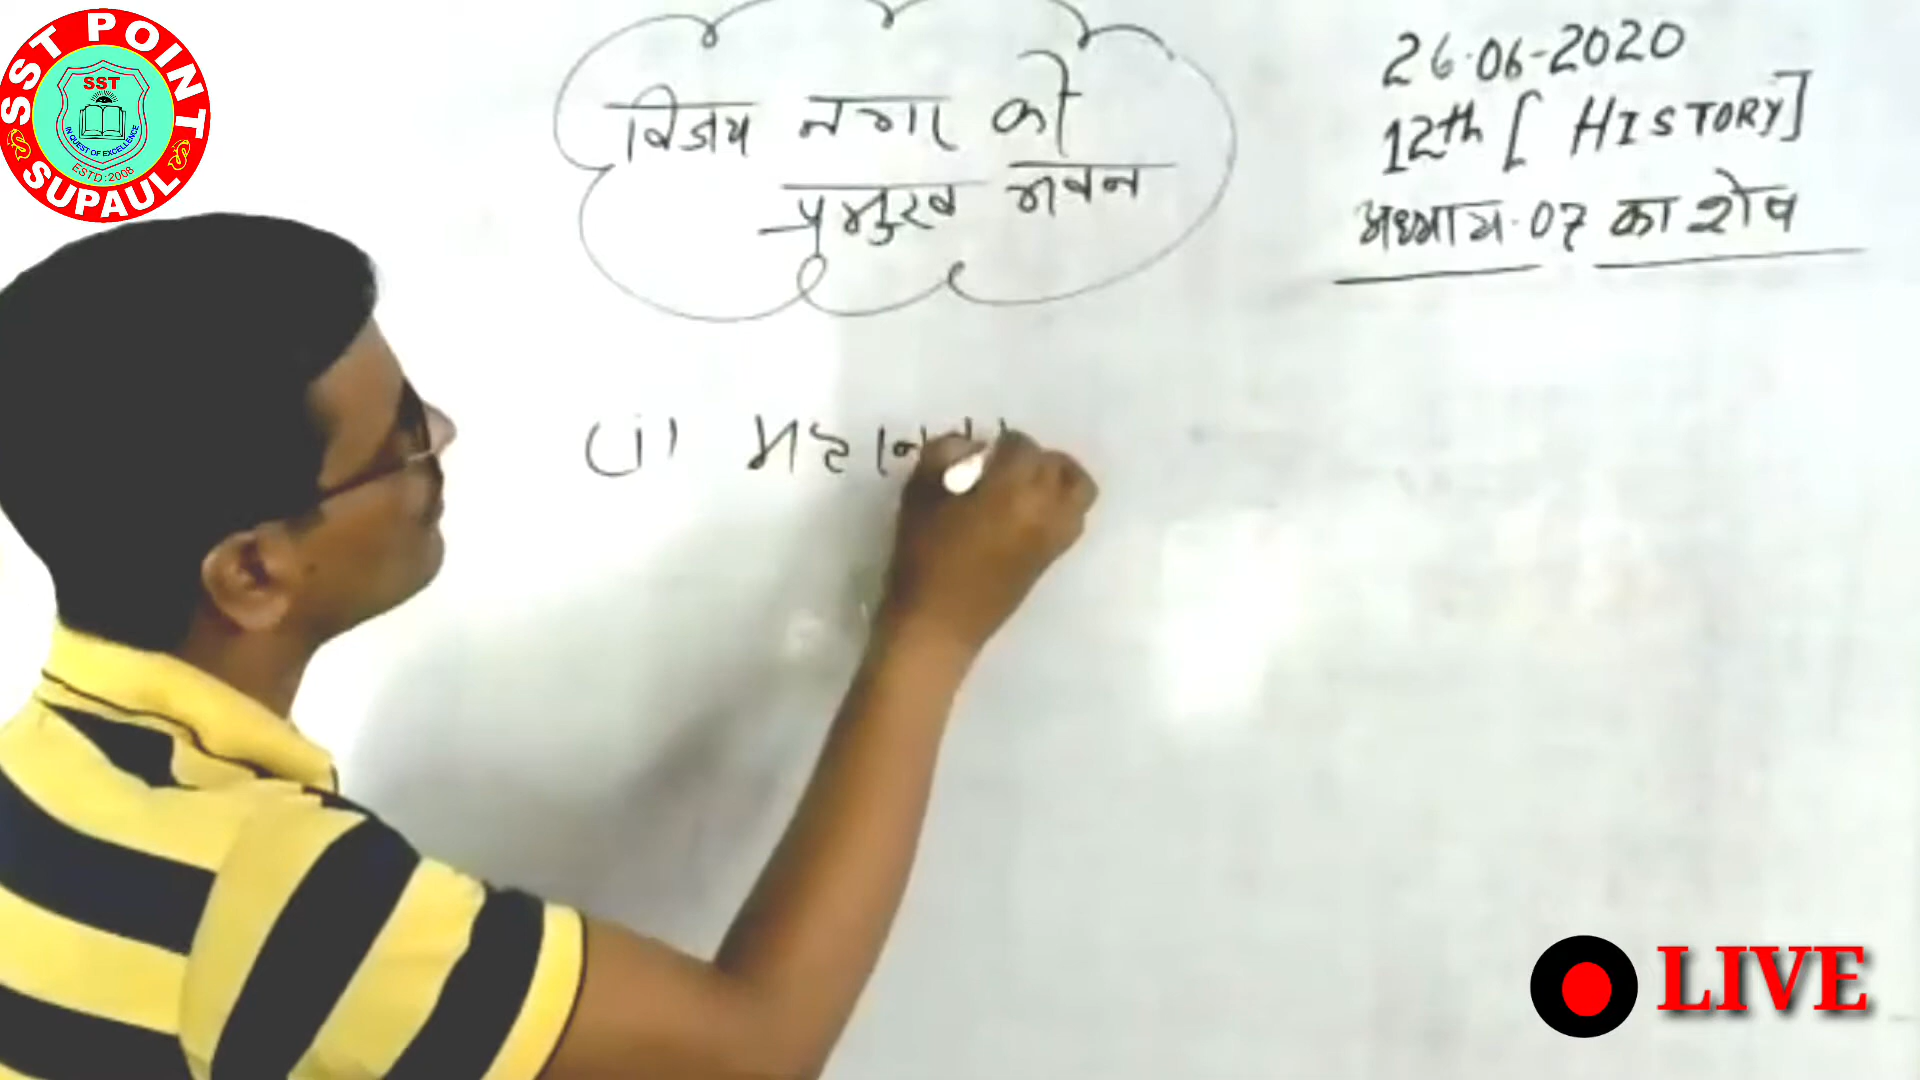 SST POINT
SST
IN QUEST OF EXCELLENCE
ESTD:2008
SUPAUL
विजय नगर की
प्रमुख भवन
26-06-2020
12th [ HISTORY]
अध्याय-07 का शेष
(i) महानव
LIVE